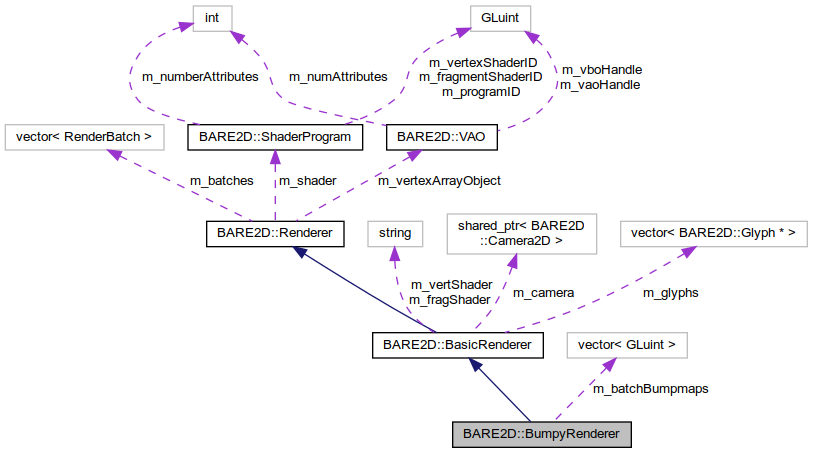 int
GLuint
m_numberAttributes
m_numAttributes
m_vertexShaderID
m_fragmentShaderID
m_programID
m_vboHandle
m_vaoHandle
vector< RenderBatch >
BARE2D::ShaderProgram
BARE2D::VAO
m_batches
m_shader
m_vertexArrayObject
BARE2D::Renderer
string
shared_ptr< BARE2D
::Camera2D >
vector< BARE2D::Glyph * >
m_vertShader
m_fragShader
m_camera
m_glyphs
BARE2D::BasicRenderer
vector< GLuint >
m_batchBumpmaps
BARE2D::BumpyRenderer